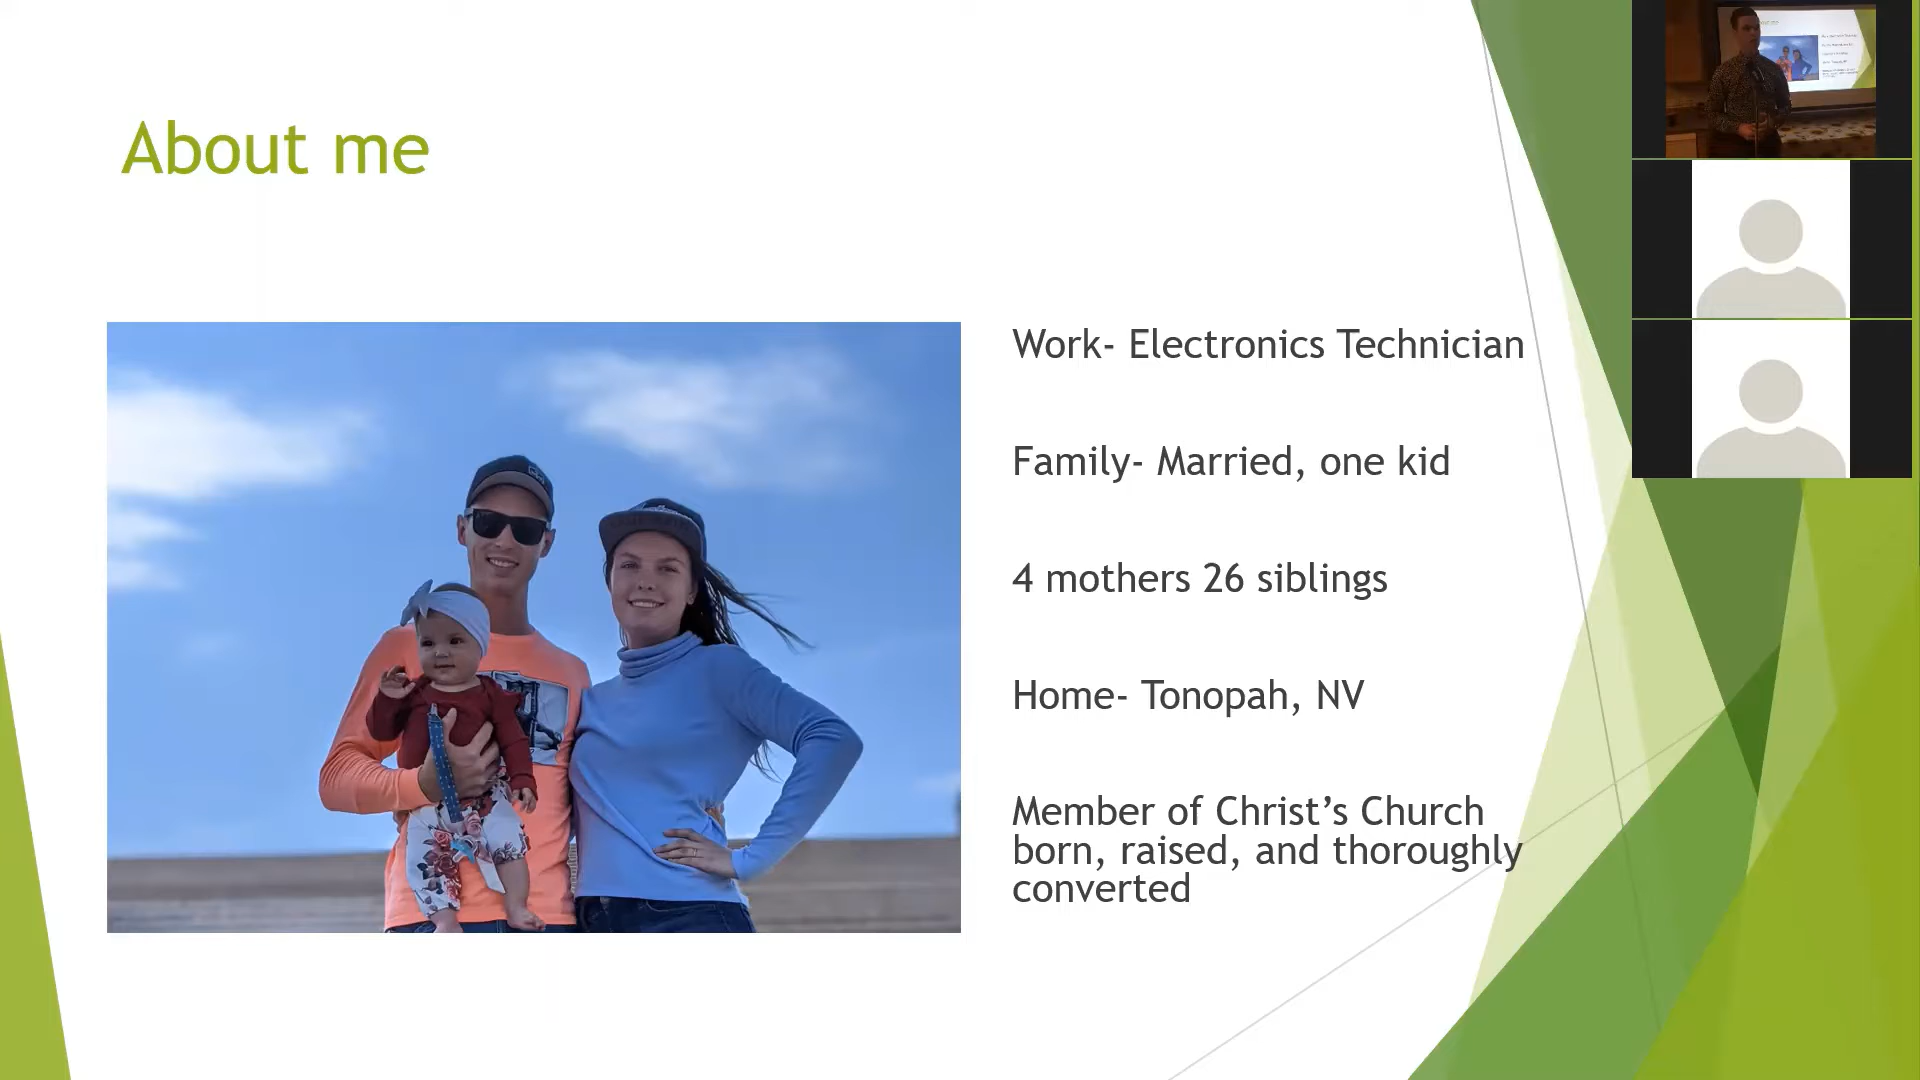 About me
Work- Electronics Technician
Family- Married, one kid
4 mothers 26 siblings
Home- Tonopah, NV
Member of Christ’s Church
born, raised, and thoroughly
converted